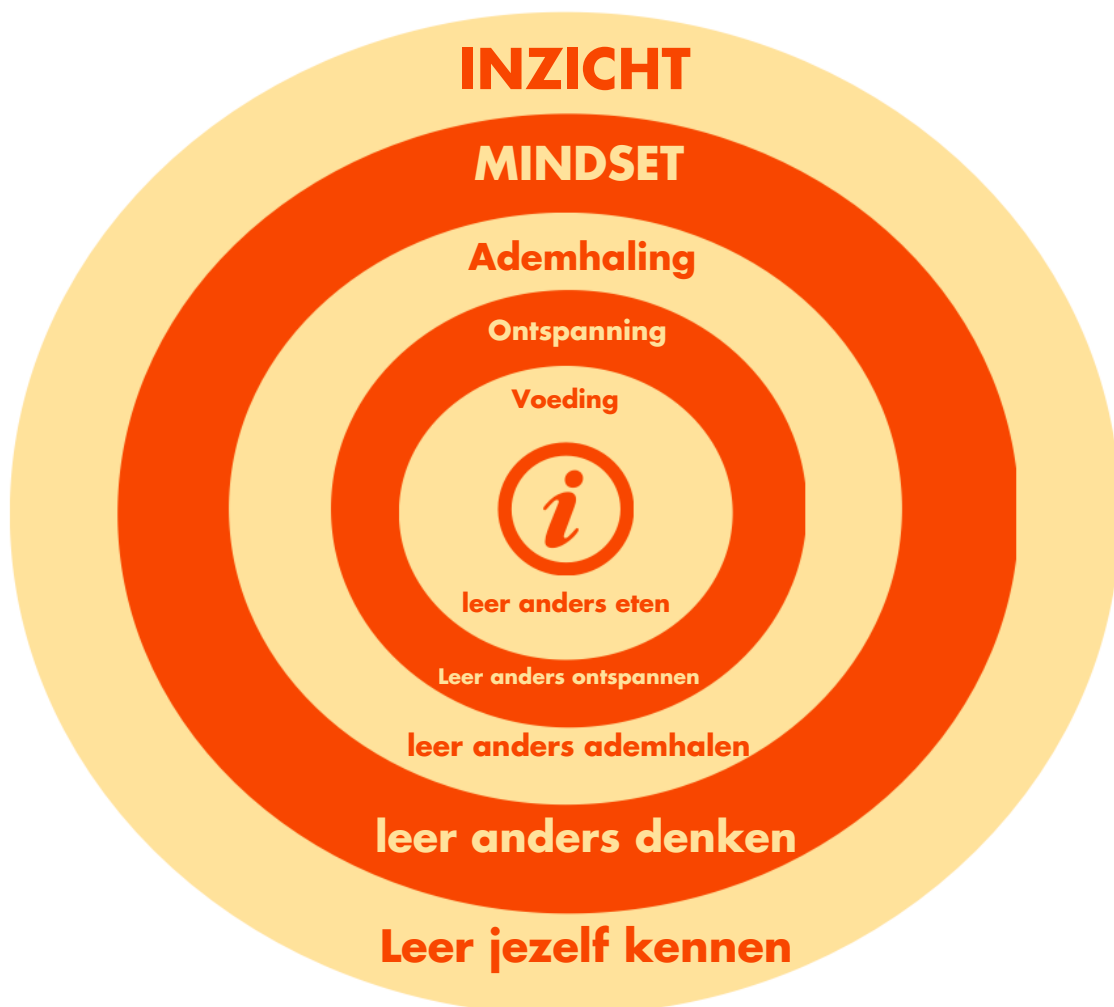 INZICHT
MINDSET
Ademhaling
Ontspanning
Voeding
i
leer anders eten
Leer anders ontspannen
leer anders ademhalen
leer anders denken
Leer jezelf kennen